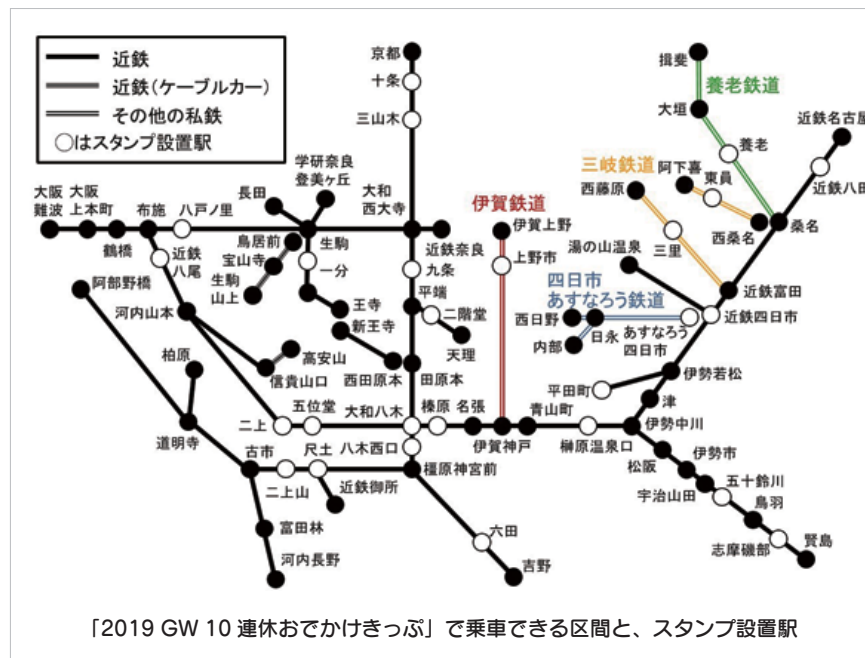 近鉄
近鉄(ケーブルカー)
その他の私鉄
○はスタンプ設置駅
京都
十条
三山木
学研奈良
登美ヶ丘
長田
大和
西大寺
大阪
難波
大阪
上本町
布施
八戸ノ里
鶴橋
近鉄
八尾
鳥居前
宝山寺
生駒
山上
生駒
一分
近鉄奈良
九条
平端
二階堂
天理
王寺
新王寺
西田原本
田原本
阿部野橋
河内山本
柏原
高安山
信貴山口
道明寺
二上
五位堂
大和八木
榛原
名張
八木西口
橿原神宮前
古市
二上山
尺土
近鉄御所
富田林
河内長野
六田
吉野
伊賀鉄道
伊賀上野
上野市
伊賀神戸
青山町
榊原温泉口
伊勢中川
揖斐
養老鉄道
大垣
養老
近鉄名古屋
近鉄八田
三岐鉄道
阿下喜
東員
西藤原
三里
西桑名
桑名
湯の山温泉
近鉄富田
四日市
あすなろう鉄道
西日野
日永
内部
あすなろう
四日市
近鉄四日市
平田町
伊勢若松
津
松阪
伊勢市
宇治山田
五十鈴川
鳥羽
志摩磯部
賢島
「2019 GW 10 連休おでかけきっぷ」で乗車できる区間と、スタンプ設置駅